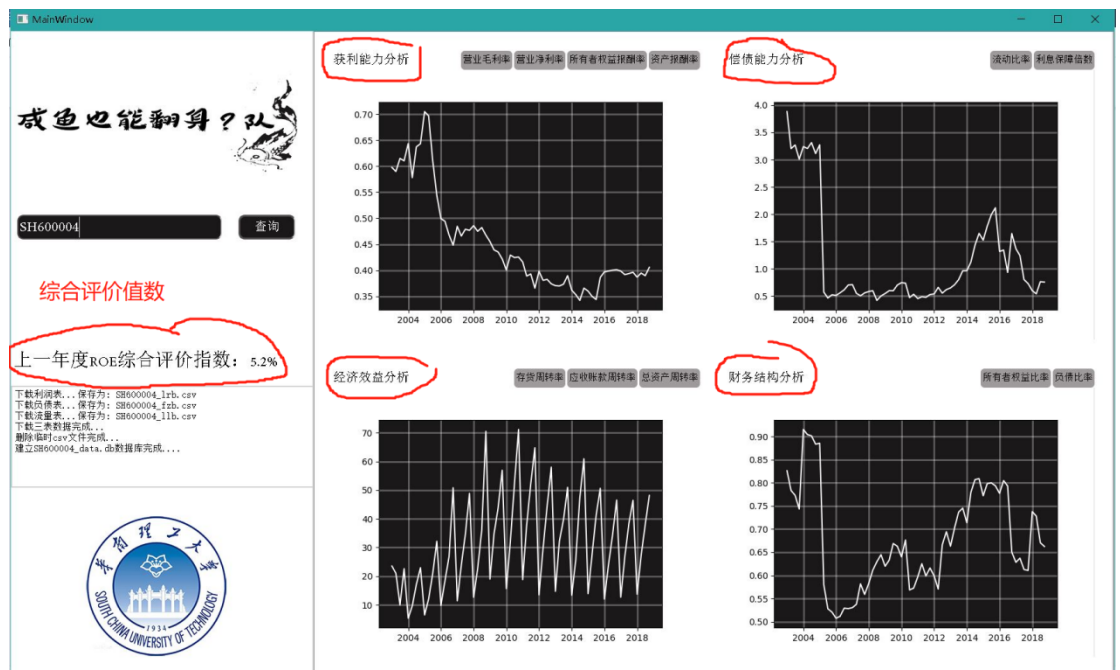 MainWindow
咸鱼也能翻身?队
SH600004
查询
综合评价值数
上一年度ROE综合评价指数: 5.2%
下载利润表...保存为: SH600004_lrb.csv
下载负债表...保存为: SH600004_fzb.csv
下载流量表...保存为: SH600004_llb.csv
下载三表数据完成...
删除临时csv文件完成...
建立SH600004_data.db数据库完成....
华南理工大学
SOUTH CHINA UNIVERSITY OF TECHNOLOGY
1934
获利能力分析
营业毛利率 营业净利率 所有者权益报酬率 资产报酬率
0.70
0.65
0.60
0.55
0.50
0.45
0.40
0.35
2004 2006 2008 2010 2012 2014 2016 2018
偿债能力分析
流动比率 利息保障倍数
4.0
3.5
3.0
2.5
2.0
1.5
1.0
0.5
2004 2006 2008 2010 2012 2014 2016 2018
经济效益分析
存货周转率 应收账款周转率 总资产周转率
70
60
50
40
30
20
10
2004 2006 2008 2010 2012 2014 2016 2018
财务结构分析
所有者权益比率 负债比率
0.90
0.85
0.80
0.75
0.70
0.65
0.60
0.55
0.50
2004 2006 2008 2010 2012 2014 2016 2018